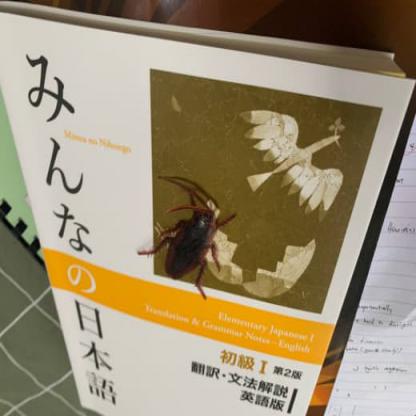 みんなの日本語
Minna no Nihongo
Elementary Japanese I
Translation & Grammar Notes－English
初級 I 第2版
翻訳・文法解説
英語版